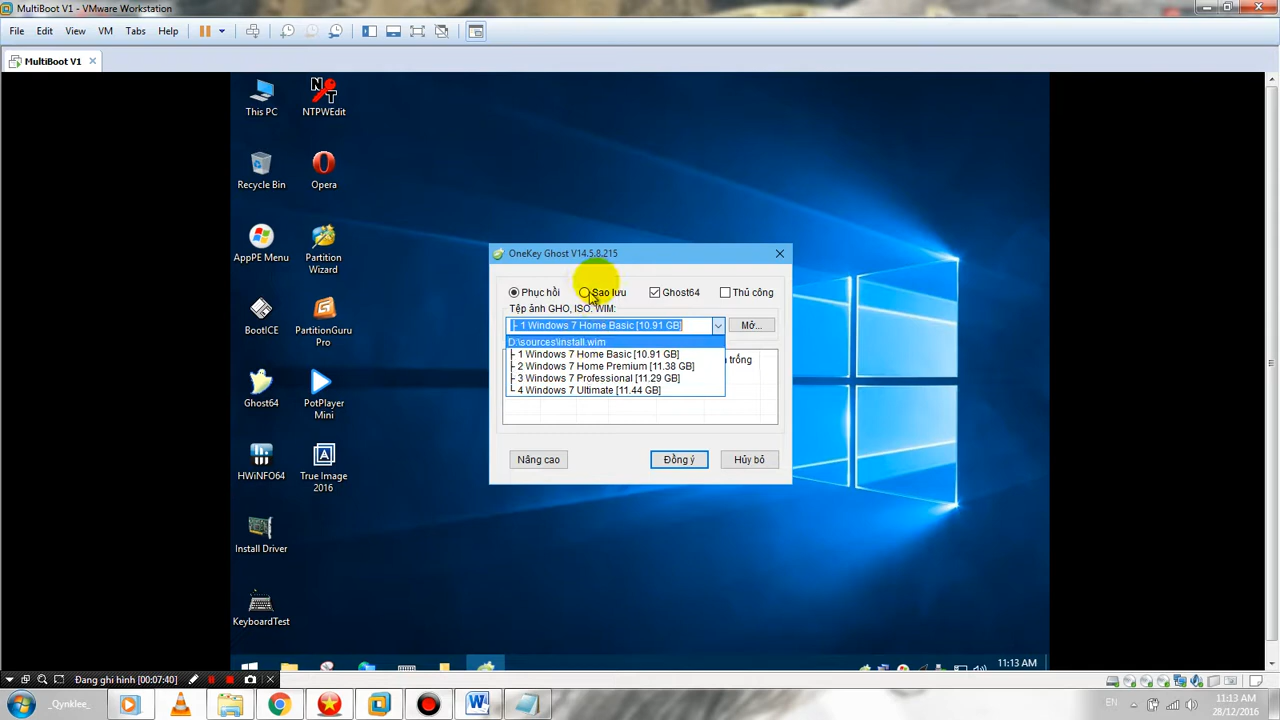 MultiBoot V1 - VMware Workstation
File Edit View VM Tabs Help
MultiBoot V1
This PC
NTPWEdit
Recycle Bin
Opera
AppPE Menu
Partition
Wizard
BootICE
PartitionGuru
Pro
Ghost64
PotPlayer
Mini
HWiNFO64
True Image
2016
Install Driver
KeyboardTest
OneKey Ghost V14.5.8.215
Phục hồi Sao lưu Ghost64 Thủ công
Tệp ảnh GHO, ISO. WIM:
1 Windows 7 Home Basic [10.91 GB] Mở...
D:\sources\install.wim
1 Windows 7 Home Basic [10.91 GB]
2 Windows 7 Home Premium [11.38 GB]
3 Windows 7 Professional [11.29 GB]
4 Windows 7 Ultimate [11.44 GB]
trống
Nâng cao Đồng ý Hủy bỏ
11:13 AM
Đang ghi hình [00:07:40]
_Qynklee_
EN
11:13 AM
28/12/2016